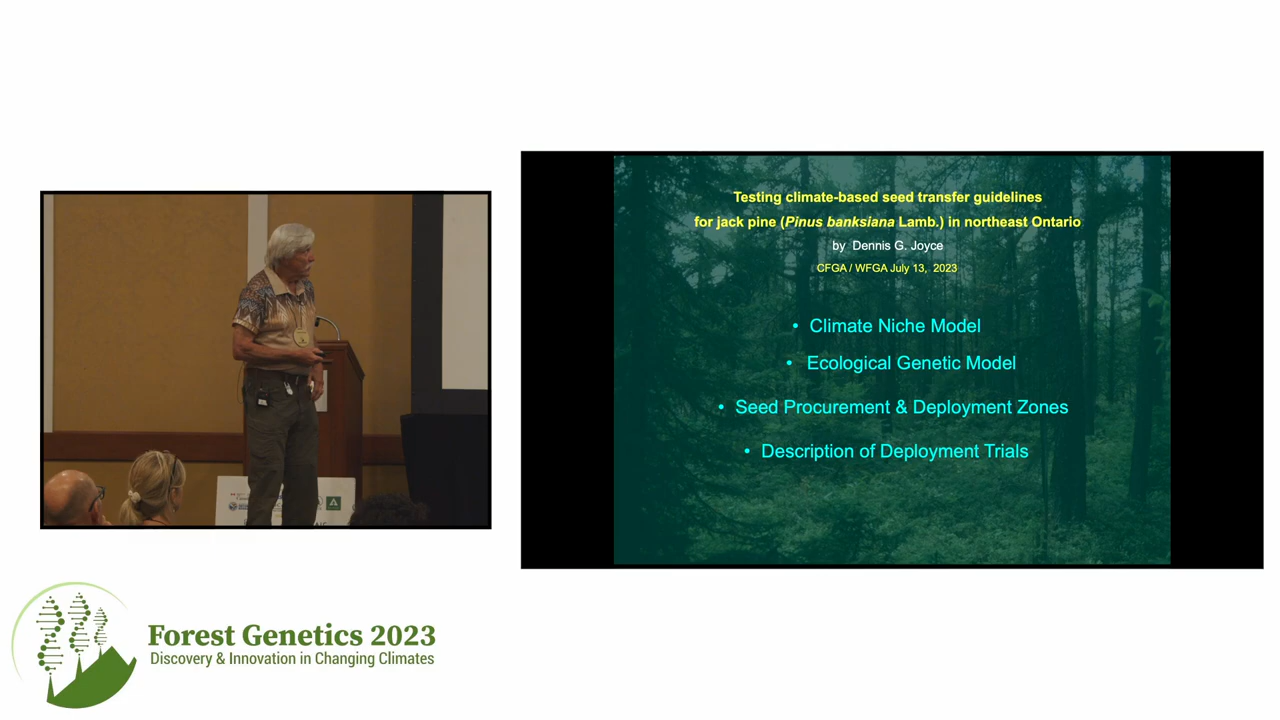 Testing climate-based seed transfer guidelines
for jack pine (Pinus banksiana Lamb.) in northeast Ontario
by Dennis G. Joyce
CFGA / WFGA July 13, 2023
• Climate Niche Model
• Ecological Genetic Model
• Seed Procurement & Deployment Zones
• Description of Deployment Trials
Forest Genetics 2023
Discovery & Innovation in Changing Climates